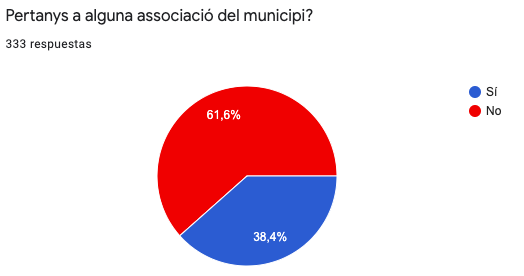 Pertanys a alguna associació del municipi?
333 respuestas
Sí
No
61,6%
38,4%